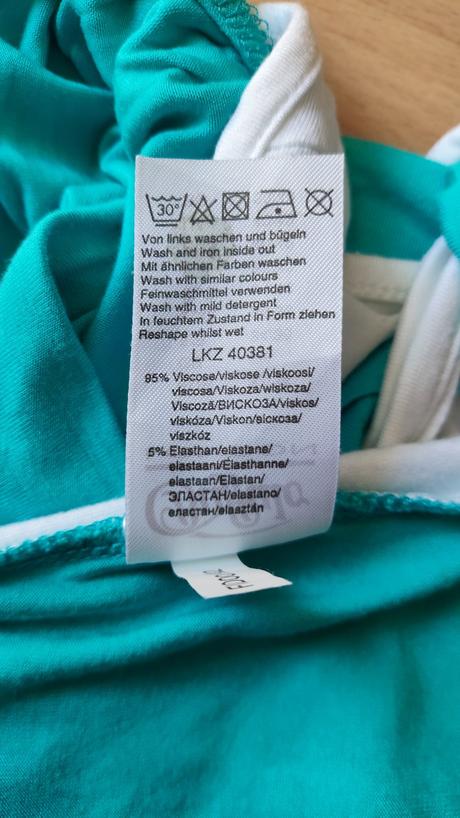 30°
Von links waschen und bügeln
Wash and iron inside out
Mit ähnlichen Farben waschen
Wash with similar colours
Feinwaschmittel verwenden
Wash with mild detergent
In feuchtem Zustand in Form ziehen
Reshape whilst wet
LKZ 40381
95% Viscosa/viskose /viskoosi/
viscosa/Viskoza/wiskoza/
Viscoză/ВИСКОЗА/viskos/
viskóza/Viskon/віскоза/
viszkóz
5% Elasthan/elastane/
elastaani/Élasthanne/
elastaan/Elastan/
ЭЛАСТАН/elastano/
еластан/elasztán